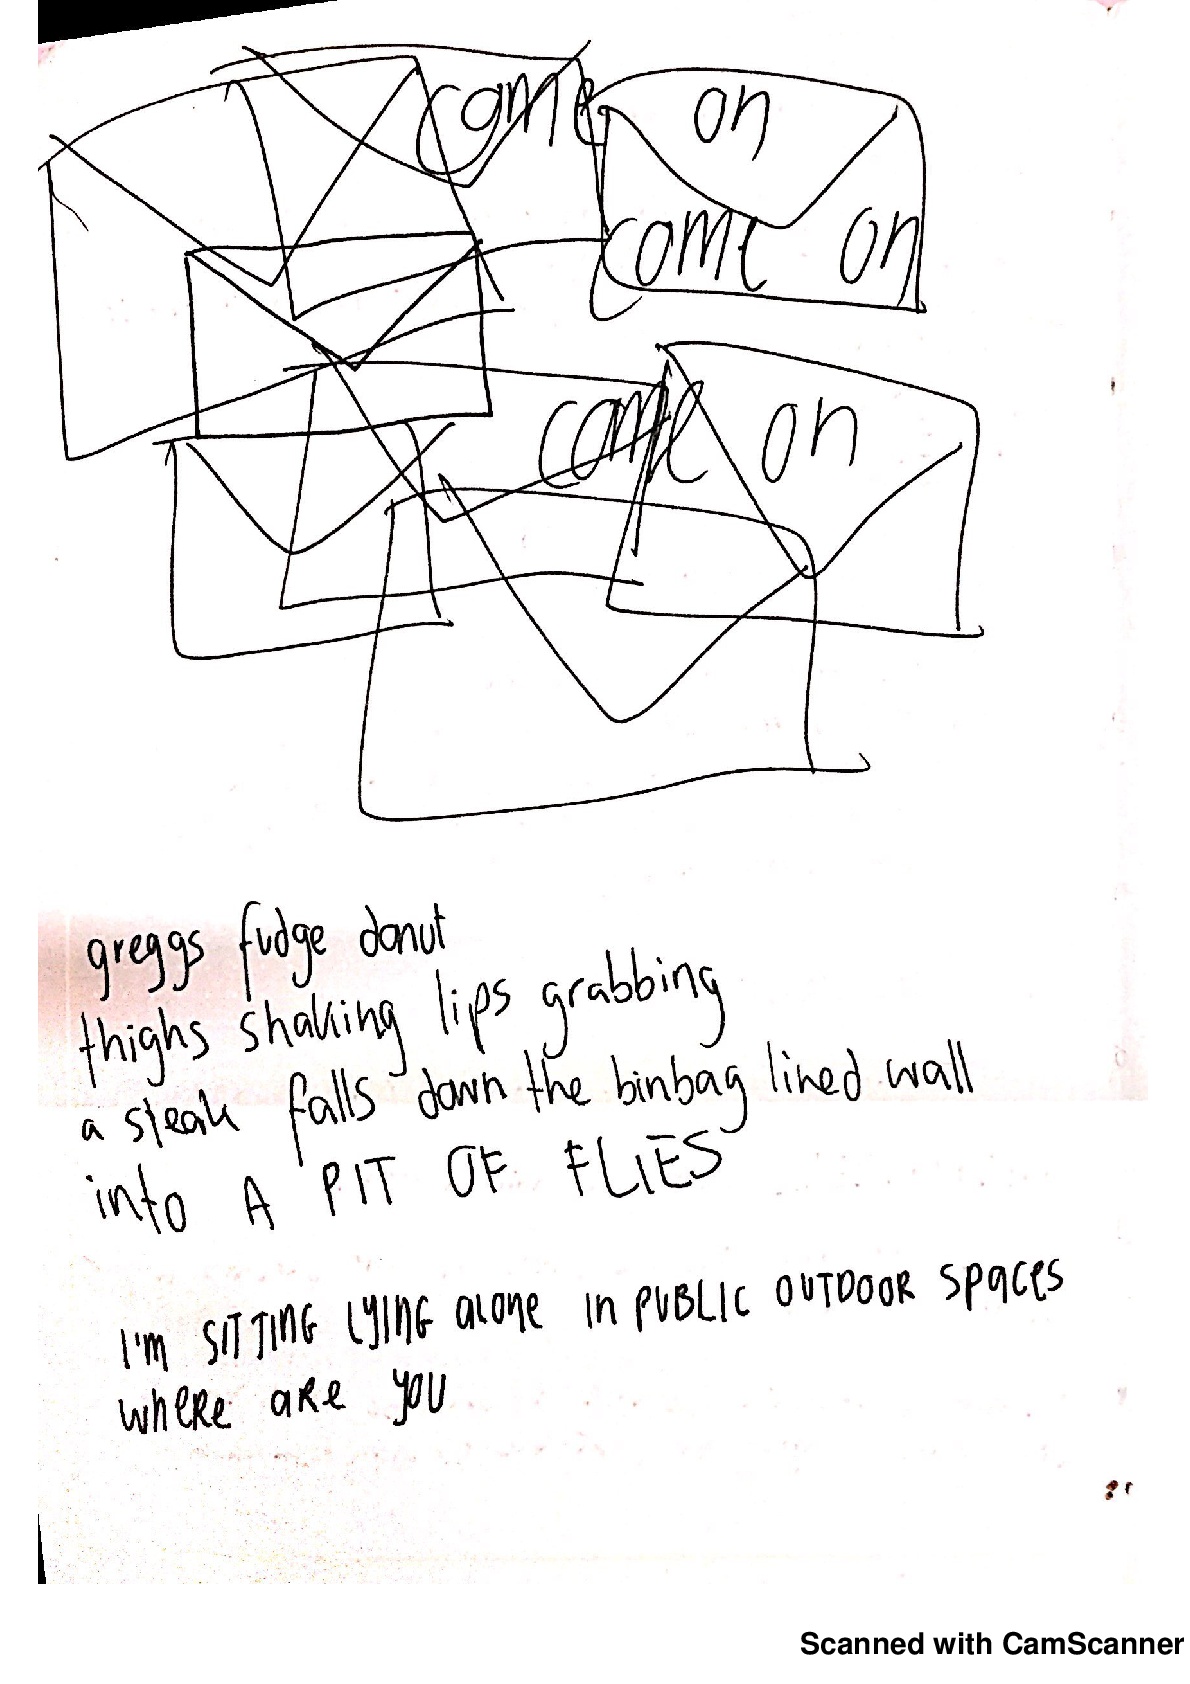 come on
come on
come on
greggs fudge donut
thighs shaking lips grabbing
a steak falls down the binbag lined wall
into A PIT OF FLIES
I'm SITTING LYING alone in PUBLIC OUTDOOR spaces
where are you
Scanned with CamScanner